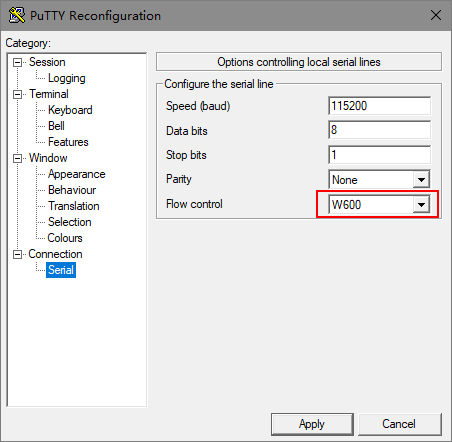 PuTTY Reconfiguration
Category:
Session
Logging
Terminal
Keyboard
Bell
Features
Window
Appearance
Behaviour
Translation
Selection
Colours
Connection
Serial
Options controlling local serial lines
Configure the serial line
Speed (baud) 115200
Data bits 8
Stop bits 1
Parity None
Flow control W600
Apply Cancel